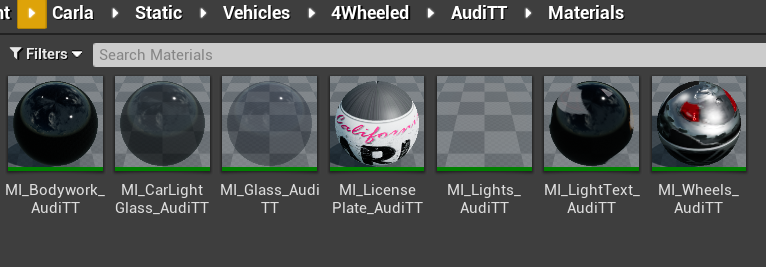 nt Carla Static Vehicles 4Wheeled AudiTT Materials
Filters Search Materials
California
MI_Bodywork_
AudiTT
MI_CarLight
Glass_AudiTT
MI_Glass_Audi
TT
MI_License
Plate_AudiTT
MI_Lights_
AudiTT
MI_LightText_
AudiTT
MI_Wheels_
AudiTT